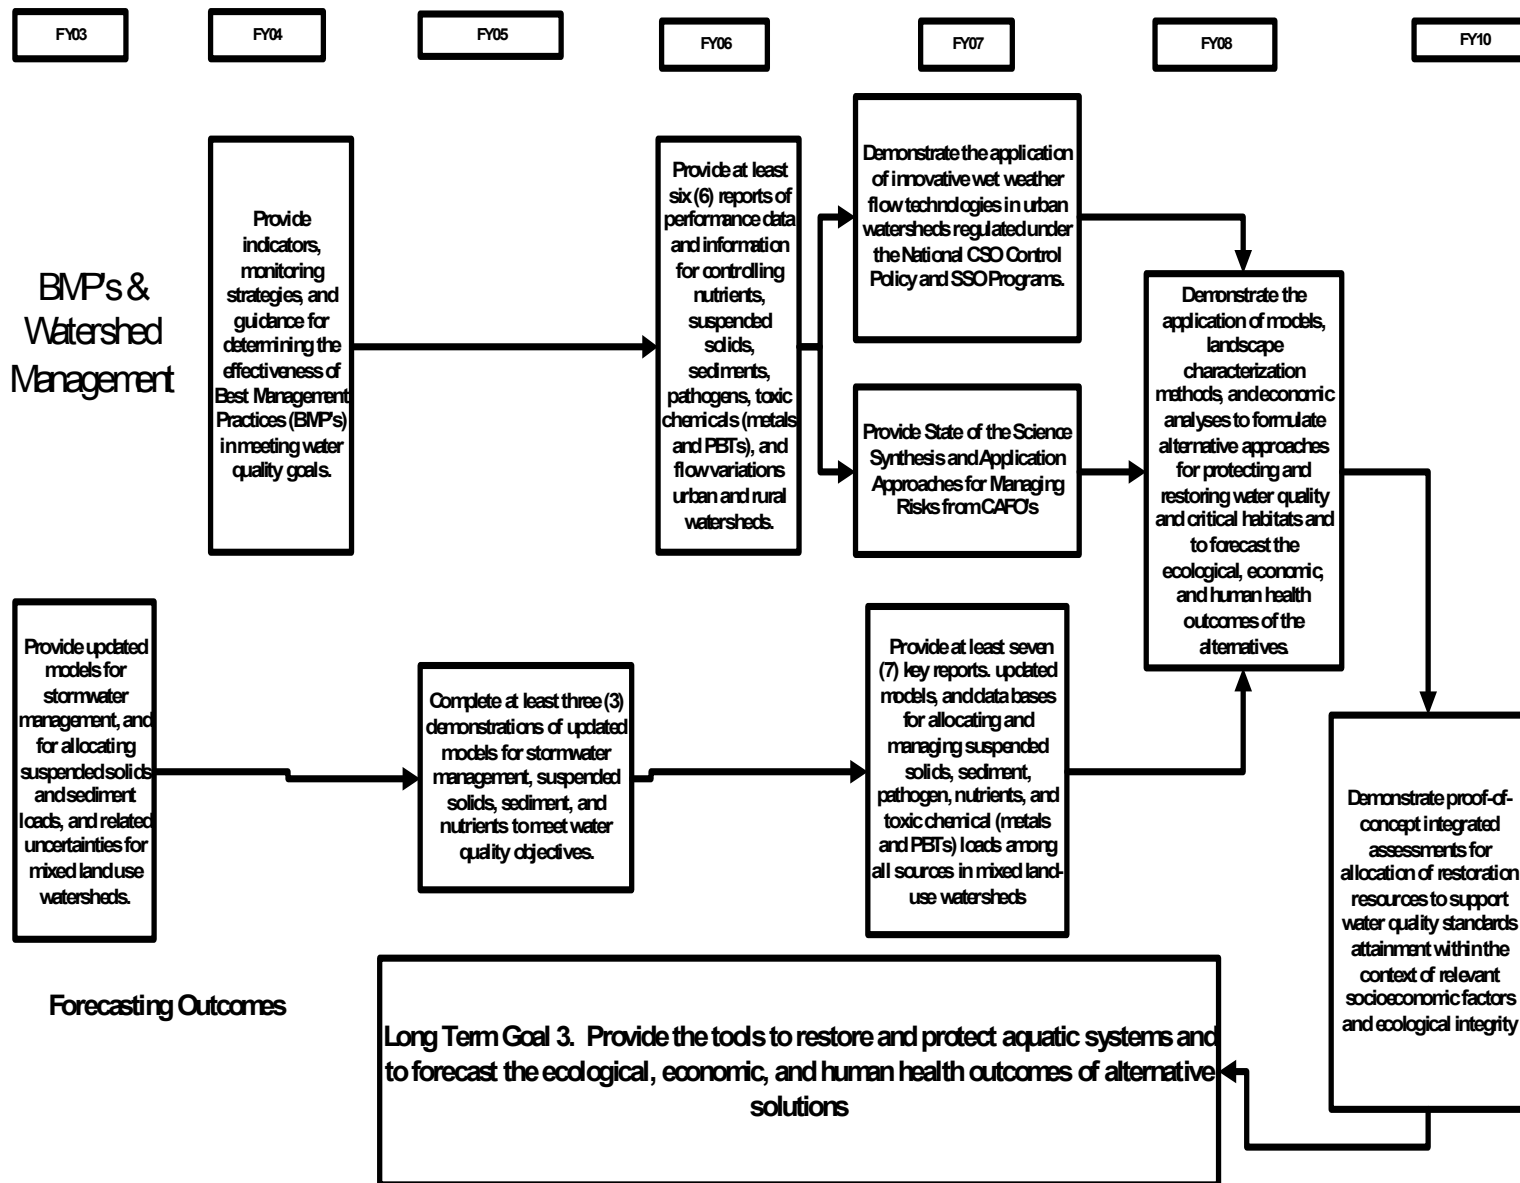 FY03
FY04
FY05
FY06
FY07
FY08
FY10
BMP's &
Watershed
Management
Provide
indicators,
monitoring
strategies, and
guidance for
determining the
effectiveness of
Best Management
Practices (BMP's)
in meeting water
quality goals.
Provide at least
six (6) reports of
performance data
and information
for controlling
nutrients,
suspended
solids,
sediments,
pathogens, toxic
chemicals (metals
and PBTs), and
flow variations
urban and rural
watersheds.
Demonstrate the application
of innovative wet weather
flow technologies in urban
watersheds regulated under
the National CSO Control
Policy and SSO Programs.
Provide State of the Science
Synthesis and Application
Approaches for Managing
Risks from CAFO's
Demonstrate the
application of models,
landscape
characterization
methods, and economic
analyses to formulate
alternative approaches
for protecting and
restoring water quality
and critical habitats and
to forecast the
ecological, economic,
and human health
outcomes of the
alternatives.
Provide updated
models for
stormwater
management, and
for allocating
suspended solids
and sediment
loads, and related
uncertainties for
mixed land use
watersheds.
Complete at least three (3)
demonstrations of updated
models for stormwater
management, suspended
solids, sediment, and
nutrients to meet water
quality objectives.
Provide at least seven
(7) key reports. updated
models, and data bases
for allocating and
managing suspended
solids, sediment,
pathogen, nutrients, and
toxic chemical (metals
and PBTs) loads among
all sources in mixed land-
use watersheds
Demonstrate proof-of-
concept integrated
assessments for
allocation of restoration
resources to support
water quality standards
attainment within the
context of relevant
socioeconomic factors
and ecological integrity
Forecasting Outcomes
Long Term Goal 3. Provide the tools to restore and protect aquatic systems and
to forecast the ecological, economic, and human health outcomes of alternative
solutions